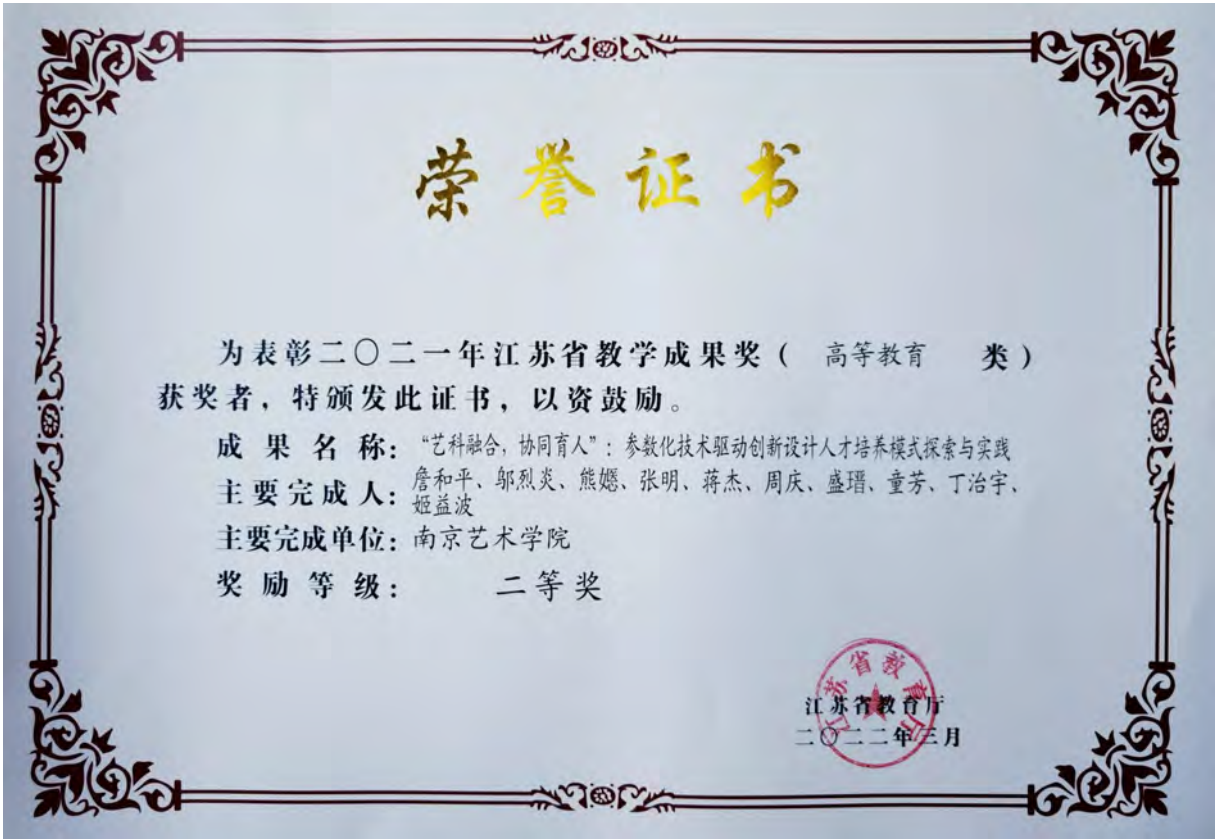 荣誉证书
为表彰二〇二一年江苏省教学成果奖（ 高等教育 类）
获奖者，特颁发此证书，以资鼓励。
成果名称：“艺科融合，协同育人”：参数化技术驱动创新设计人才培养模式探索与实践
主要完成人：詹和平、邬烈炎、熊嫕、张明、蒋杰、周庆、盛瑨、童芳、丁治宇、
姬益波
主要完成单位：南京艺术学院
奖励等级：二等奖
江苏省教育厅
江苏省教育厅
二〇二二年三月